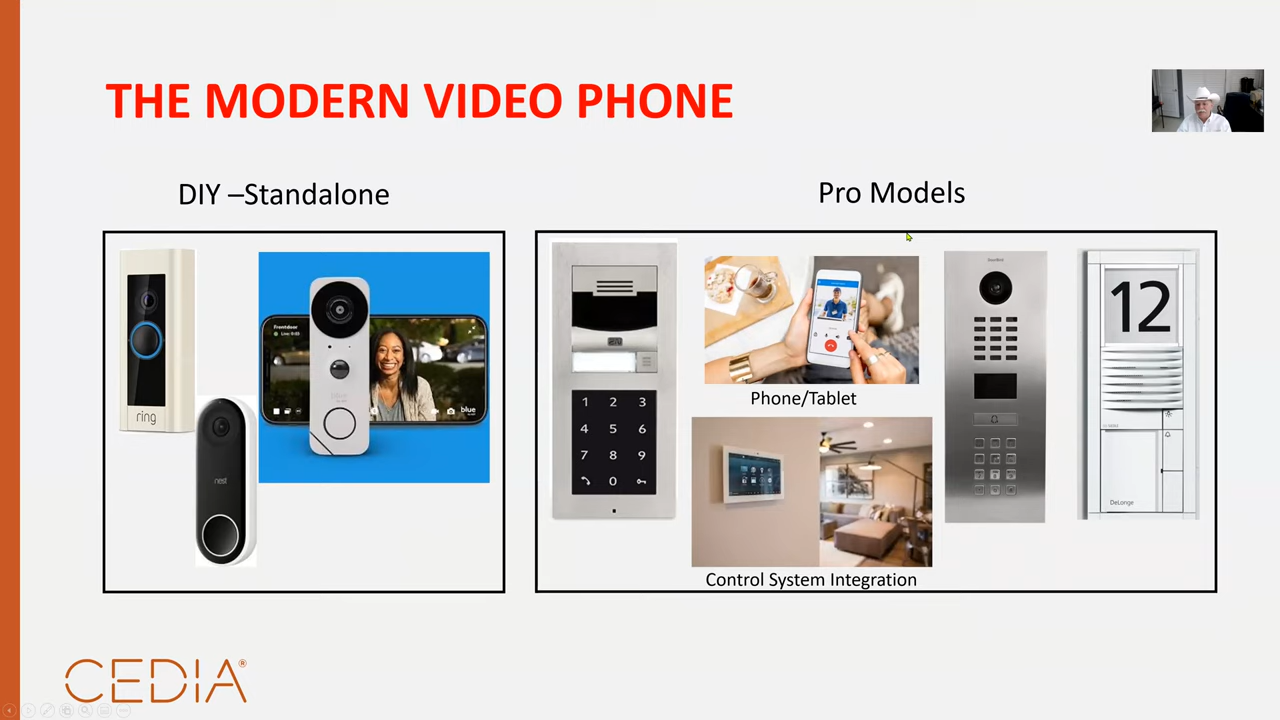 THE MODERN VIDEO PHONE
DIY –Standalone
Pro Models
ring
nest
Frontdoor
blue
1 2 3
4 5 6
7 8 9
0
Phone/Tablet
Control System Integration
12
DeLonge
CEDIA®